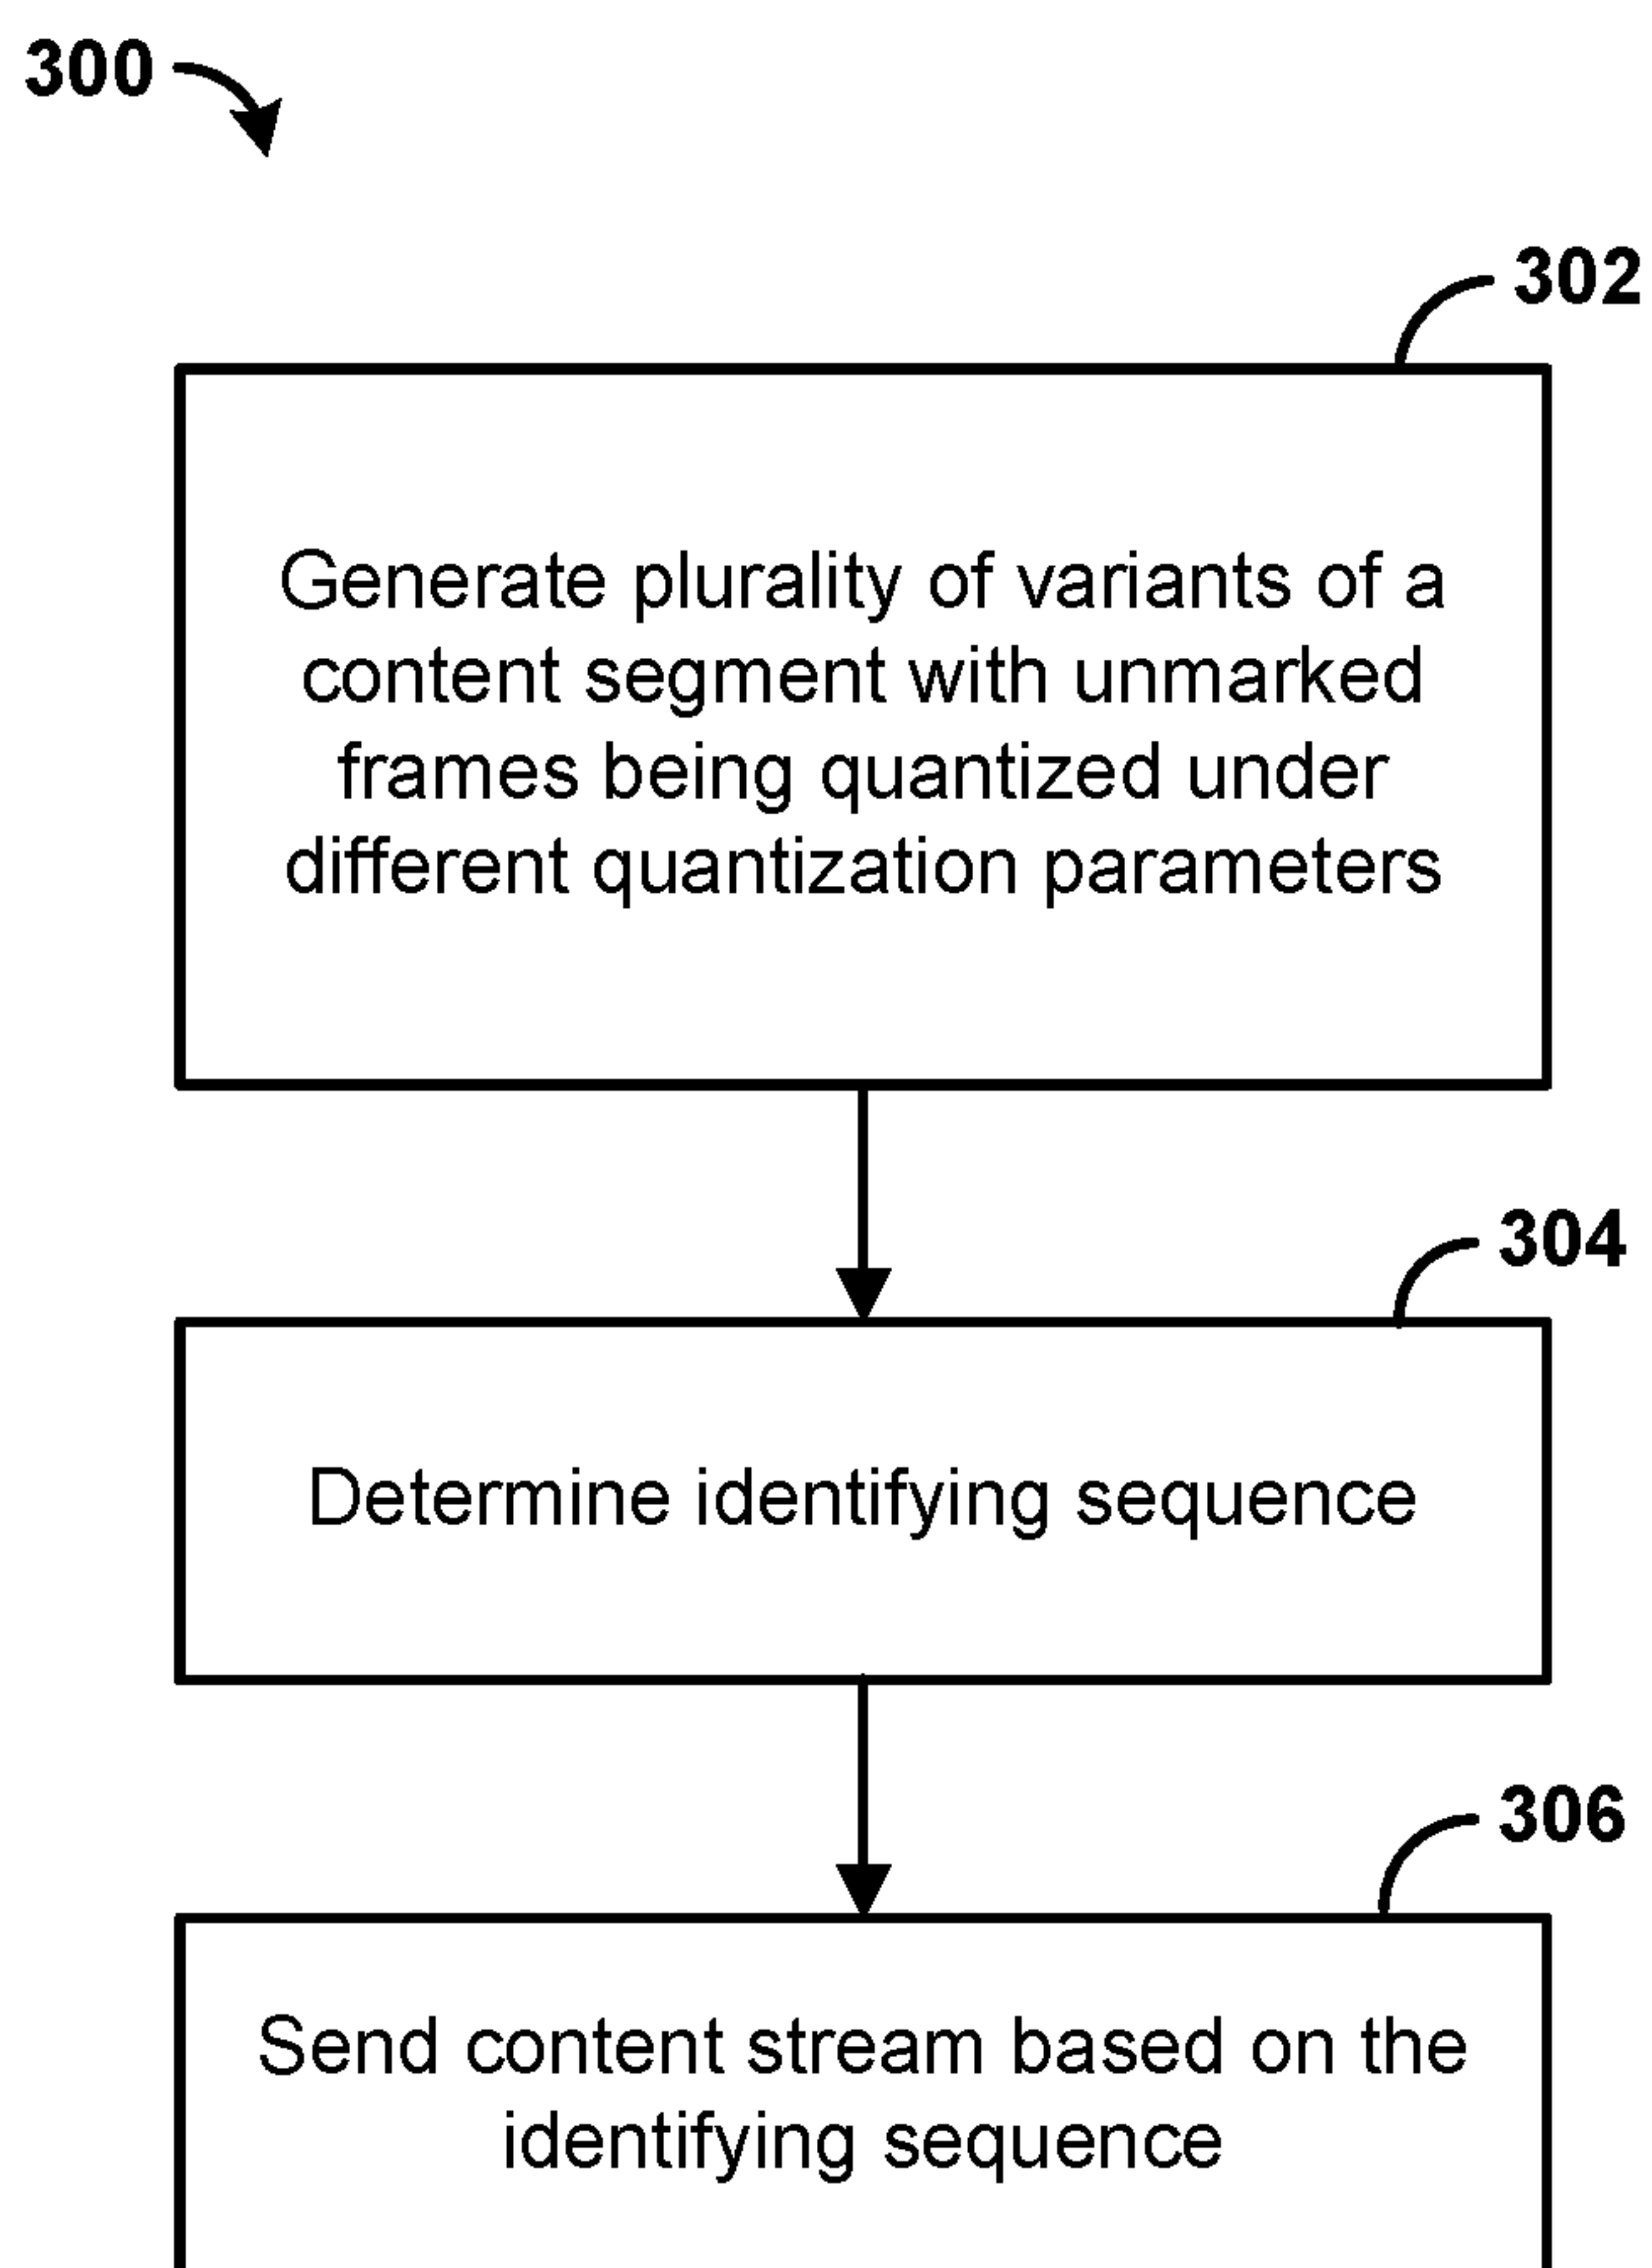 300
302
Generate plurality of variants of a
content segment with unmarked
frames being quantized under
different quantization parameters
304
Determine identifying sequence
306
Send content stream based on the
identifying sequence